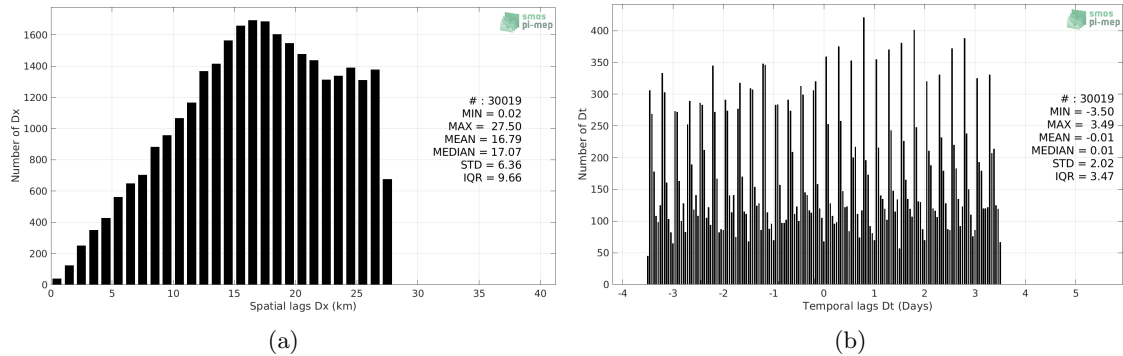 smos
pi-mep
1600
1400
1200
1000
800
600
400
200
0
Number of Dx
# : 30019
MIN = 0.02
MAX = 27.50
MEAN = 16.79
MEDIAN = 17.07
STD = 6.36
IQR = 9.66
0 5 10 15 20 25 30 35 40
Spatial lags Dx (km)
(a)
smos
pi-mep
400
350
300
250
200
150
100
50
0
Number of Dt
# : 30019
MIN = -3.50
MAX = 3.49
MEAN = -0.01
MEDIAN = 0.01
STD = 2.02
IQR = 3.47
-4 -3 -2 -1 0 1 2 3 4 5
Temporal lags Dt (Days)
(b)